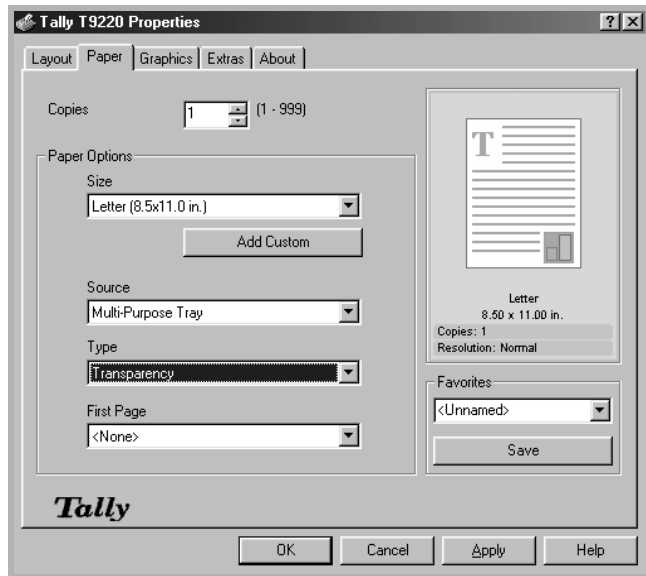 Tally T9220 Properties
Layout Paper Graphics Extras About
Copies 1 (1 - 999)
Paper Options
Size
Letter (8.5x11.0 in.)
Add Custom
Source
Multi-Purpose Tray
Type
Transparency
First Page
<None>
T
Letter
8.50 x 11.00 in.
Copies: 1
Resolution: Normal
Favorites
<Unnamed>
Save
Tally
OK Cancel Apply Help